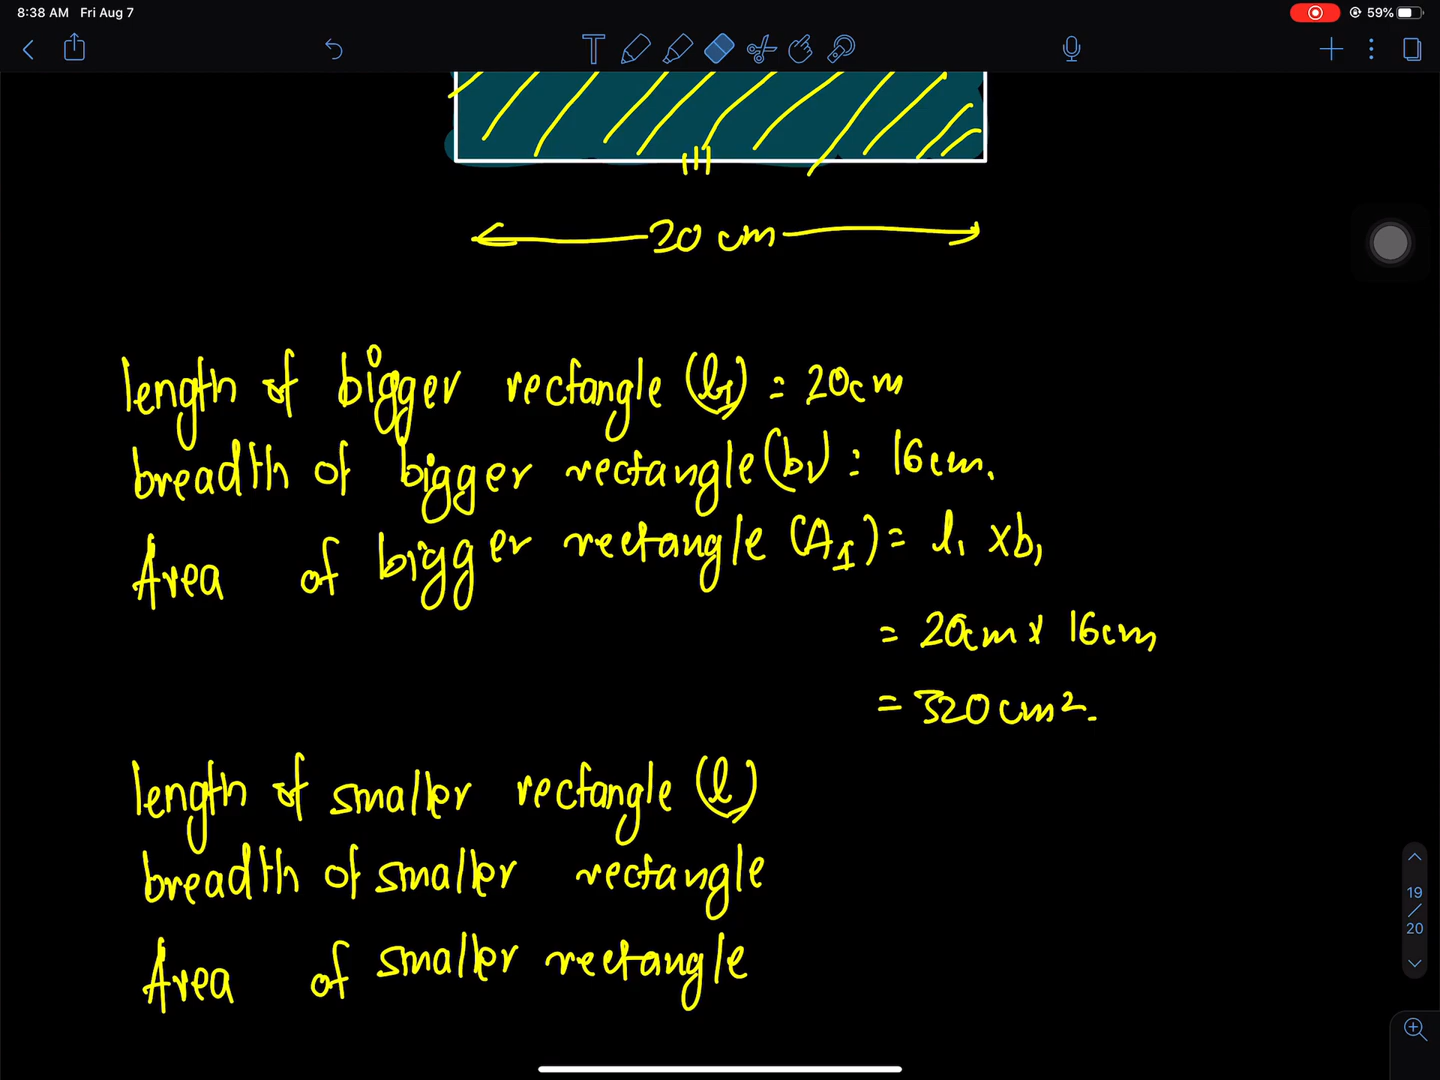 8:38 AM Fri Aug 7
59%
T
20 cm
length of bigger rectangle (l1) = 20cm
breadth of bigger rectangle (b1) = 16cm.
Area of bigger rectangle (A1) = l1 × b1
= 20cm × 16cm
= 320cm².
length of smaller rectangle (l)
breadth of smaller rectangle
Area of smaller rectangle
19
/
20